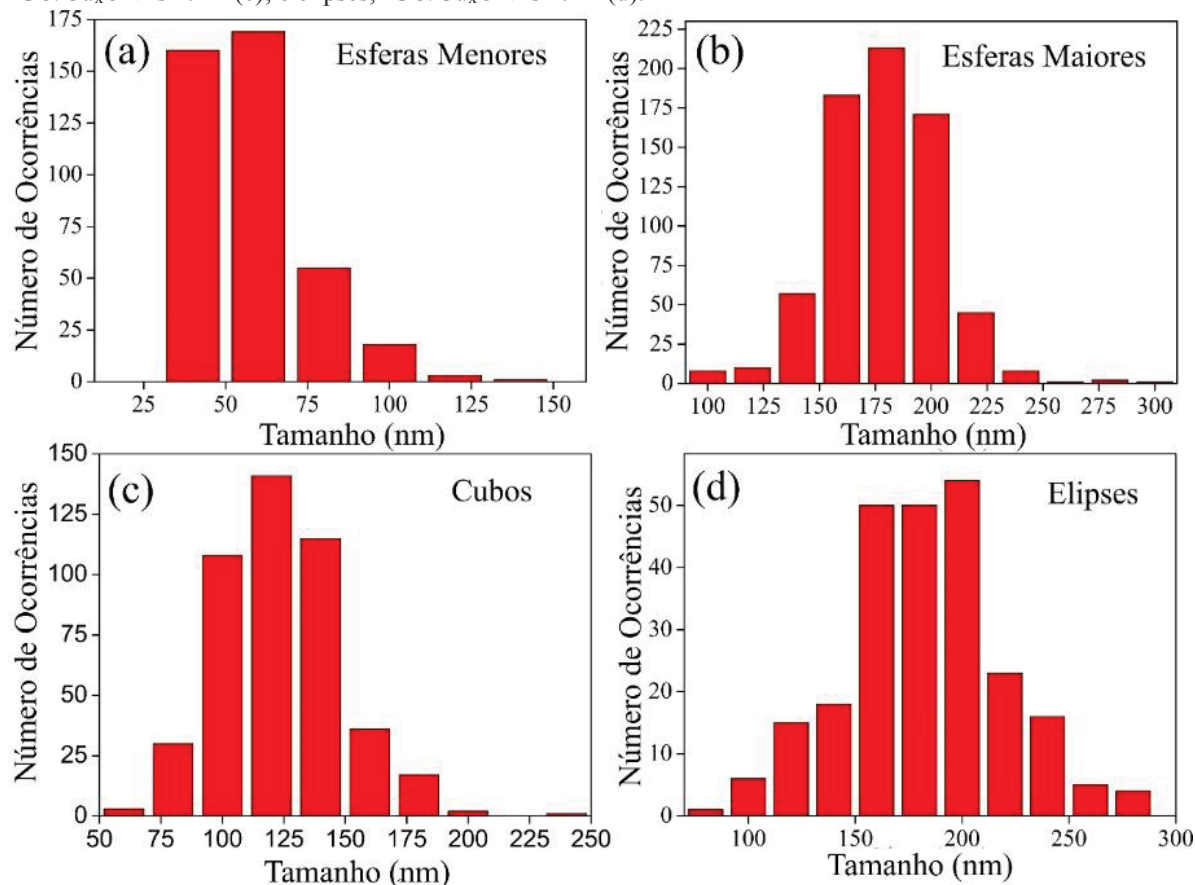 (a) Esferas Menores
Número de Ocorrências
175
150
125
100
75
50
25
0
25 50 75 100 125 150
Tamanho (nm)
(b) Esferas Maiores
Número de Ocorrências
225
200
175
150
125
100
75
50
25
0
100 125 150 175 200 225 250 275 300
Tamanho (nm)
(c) Cubos
Número de Ocorrências
150
125
100
75
50
25
0
50 75 100 125 150 175 200 225 250
Tamanho (nm)
(d) Elipses
Número de Ocorrências
50
40
30
20
10
0
100 150 200 250 300
Tamanho (nm)